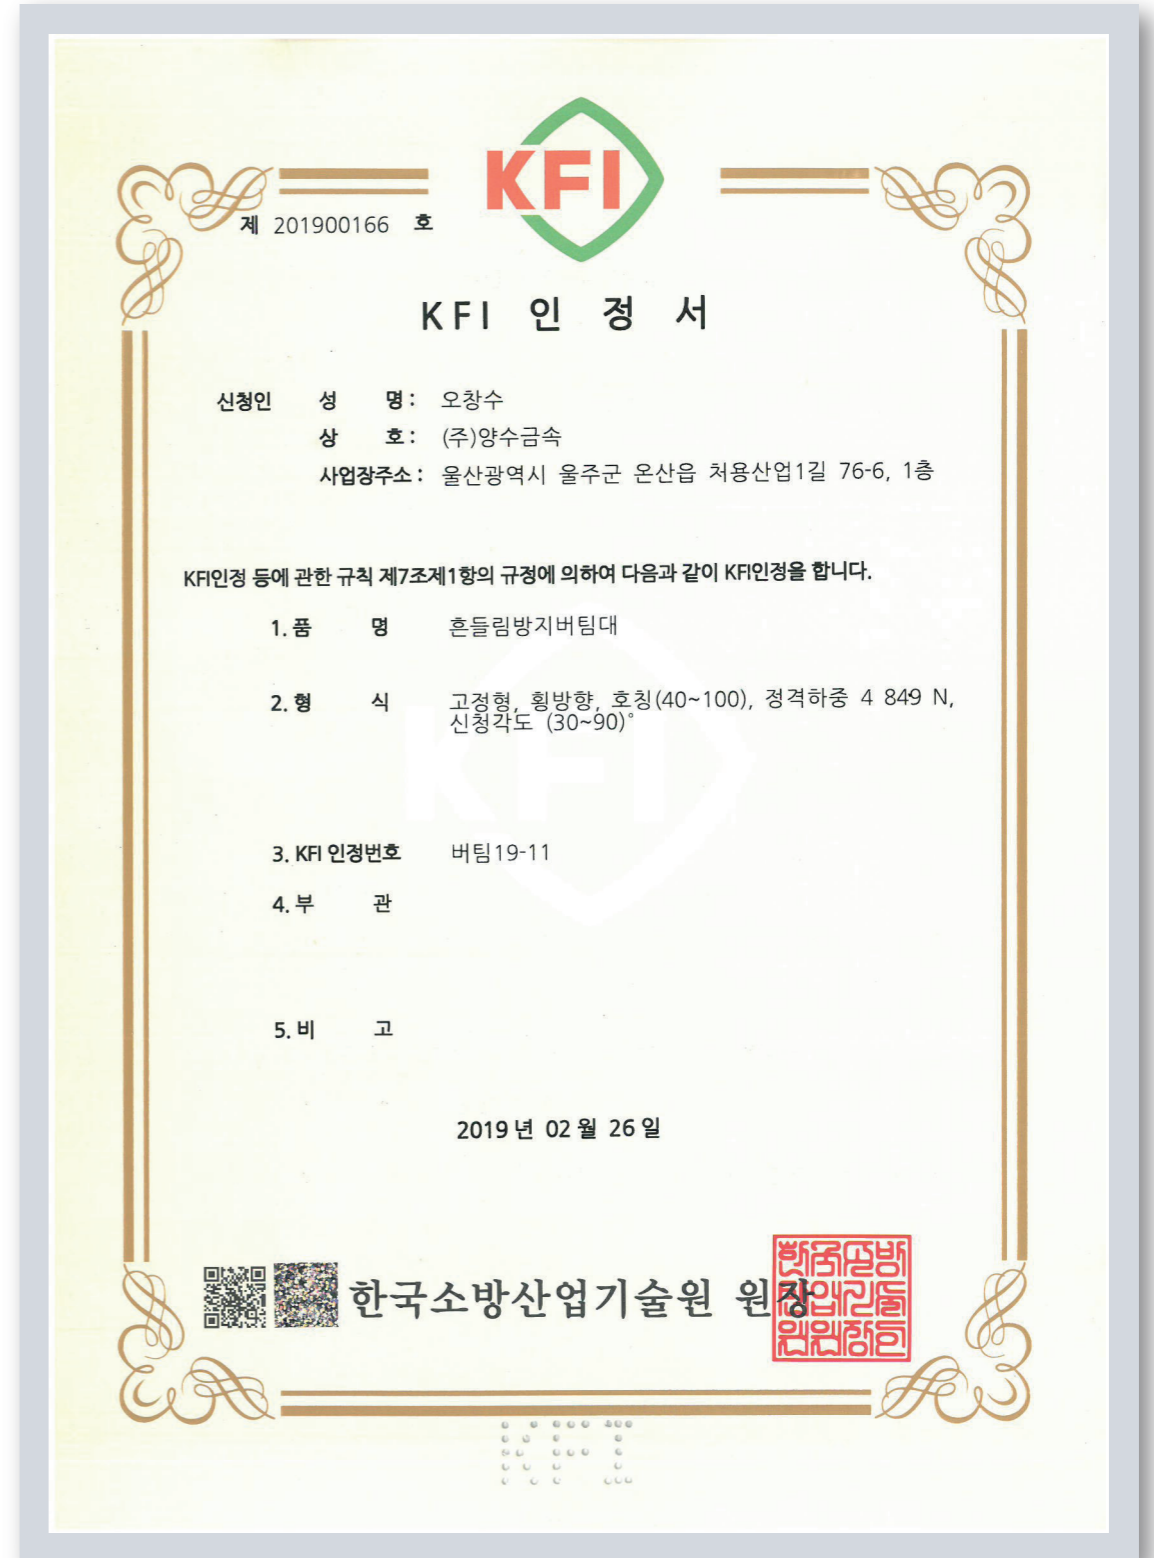 KFI
제 201900166 호
KFI 인 정 서
신청인 성 명 : 오창수
상 호 : (주)양수금속
사업장주소 : 울산광역시 울주군 온산읍 처용산업1길 76-6, 1층
KFI인정 등에 관한 규칙 제7조제1항의 규정에 의하여 다음과 같이 KFI인정을 합니다.
1. 품 명 흔들림방지버팀대
2. 형 식 고정형, 횡방향, 호칭(40~100), 정격하중 4 849 N,
신청각도 (30~90)°
KFI
3. KFI 인정번호 버팀19-11
4. 부 관
5. 비 고
2019 년 02 월 26 일
한국소방산업기술원 원장
KFI